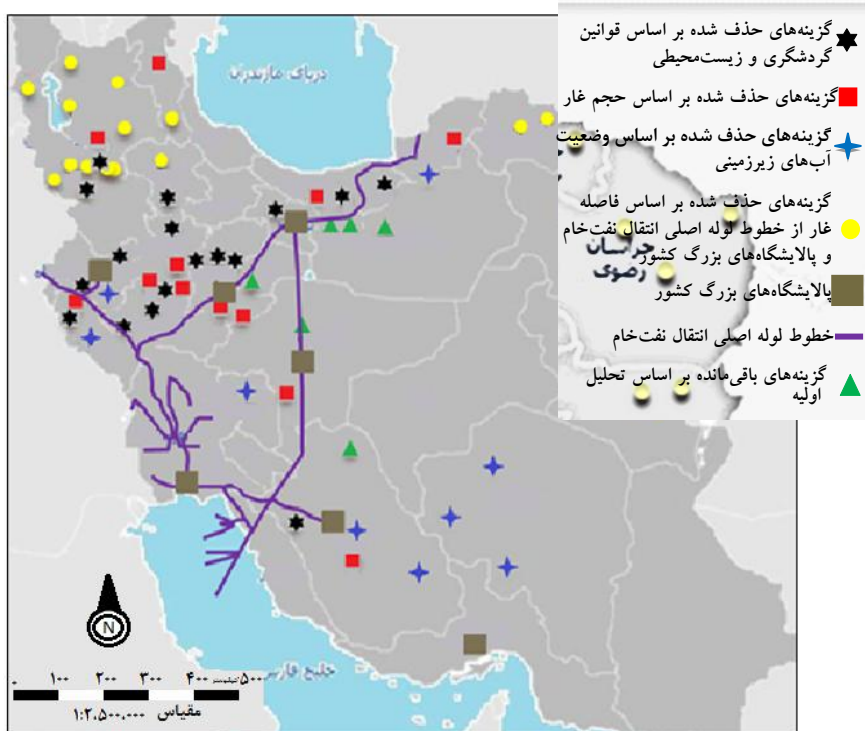 گزینه‌های حذف شده بر اساس قوانین
گردشگری و زیست‌محیطی
گزینه‌های حذف شده بر اساس حجم غار
گزینه‌های حذف شده بر اساس وضعیت
آب‌های زیرزمینی
گزینه‌های حذف شده بر اساس فاصله
غار از خطوط لوله اصلی انتقال نفت‌خام
و پالایشگاه‌های بزرگ کشور
پالایشگاه‌های بزرگ کشور
خطوط لوله اصلی انتقال نفت‌خام
گزینه‌های باقی‌مانده بر اساس تحلیل
اولیه
دریای مازندران
خراسان
رضوی
خلیج فارس
N
۰ ۱۰۰ ۲۰۰ ۳۰۰ ۴۰۰ ۵۰۰ کیلومتر
مقیاس ۱:۲,۵۰۰,۰۰۰